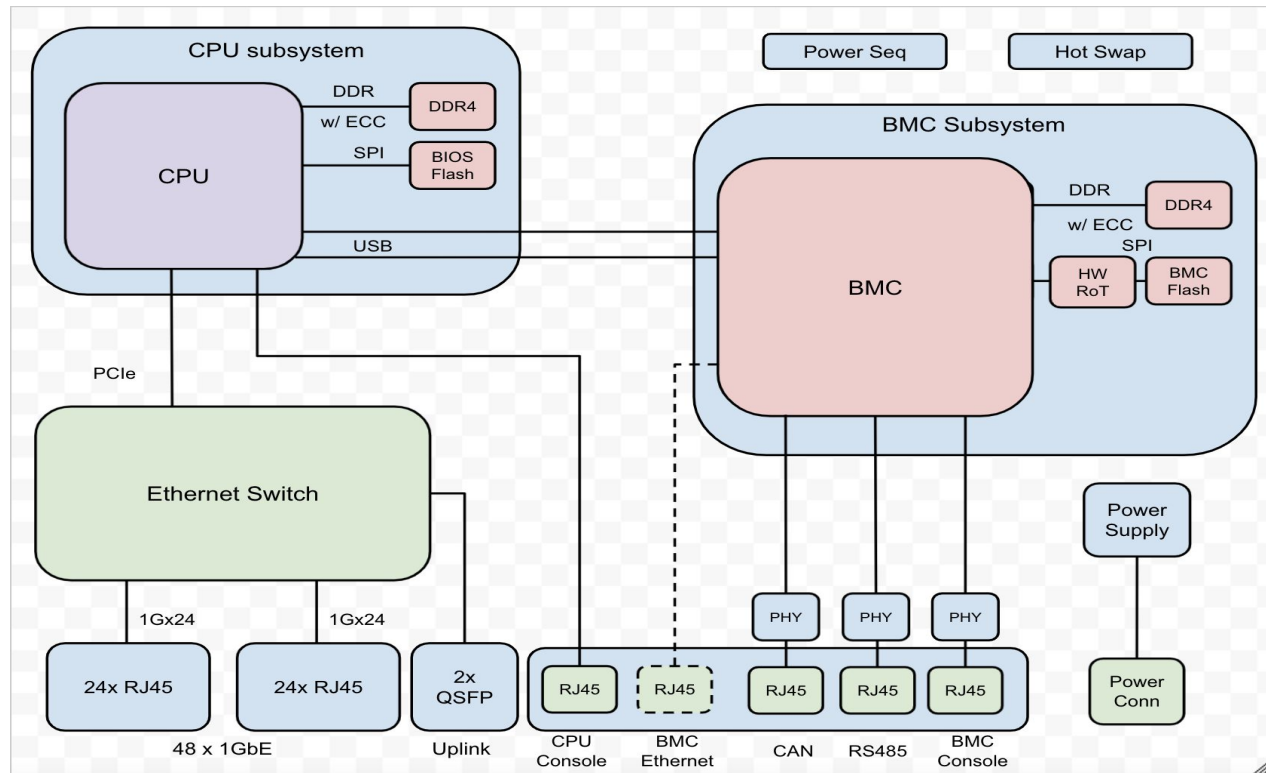 CPU subsystem
Power Seq
Hot Swap
CPU
DDR
w/ ECC
DDR4
SPI
BIOS
Flash
USB
BMC Subsystem
BMC
DDR
w/ ECC
DDR4
SPI
HW
RoT
BMC
Flash
PCIe
Ethernet Switch
1Gx24
1Gx24
24x RJ45
24x RJ45
2x
QSFP
48 x 1GbE
Uplink
PHY
PHY
PHY
RJ45
RJ45
RJ45
RJ45
RJ45
CPU
Console
BMC
Ethernet
CAN
RS485
BMC
Console
Power
Supply
Power
Conn